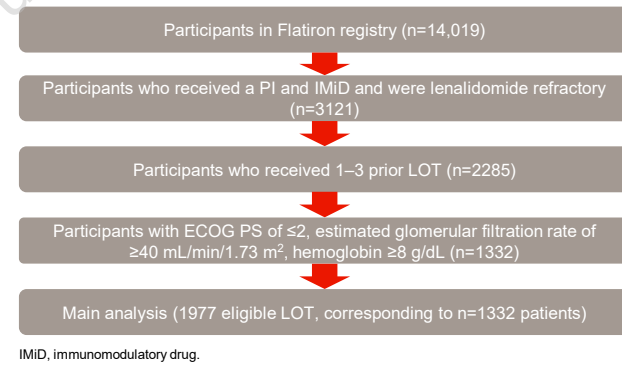 Participants in Flatiron registry (n=14,019)
Participants who received a PI and IMiD and were lenalidomide refractory
(n=3121)
Participants who received 1–3 prior LOT (n=2285)
Participants with ECOG PS of ≤2, estimated glomerular filtration rate of
≥40 mL/min/1.73 m², hemoglobin ≥8 g/dL (n=1332)
Main analysis (1977 eligible LOT, corresponding to n=1332 patients)
IMiD, immunomodulatory drug.